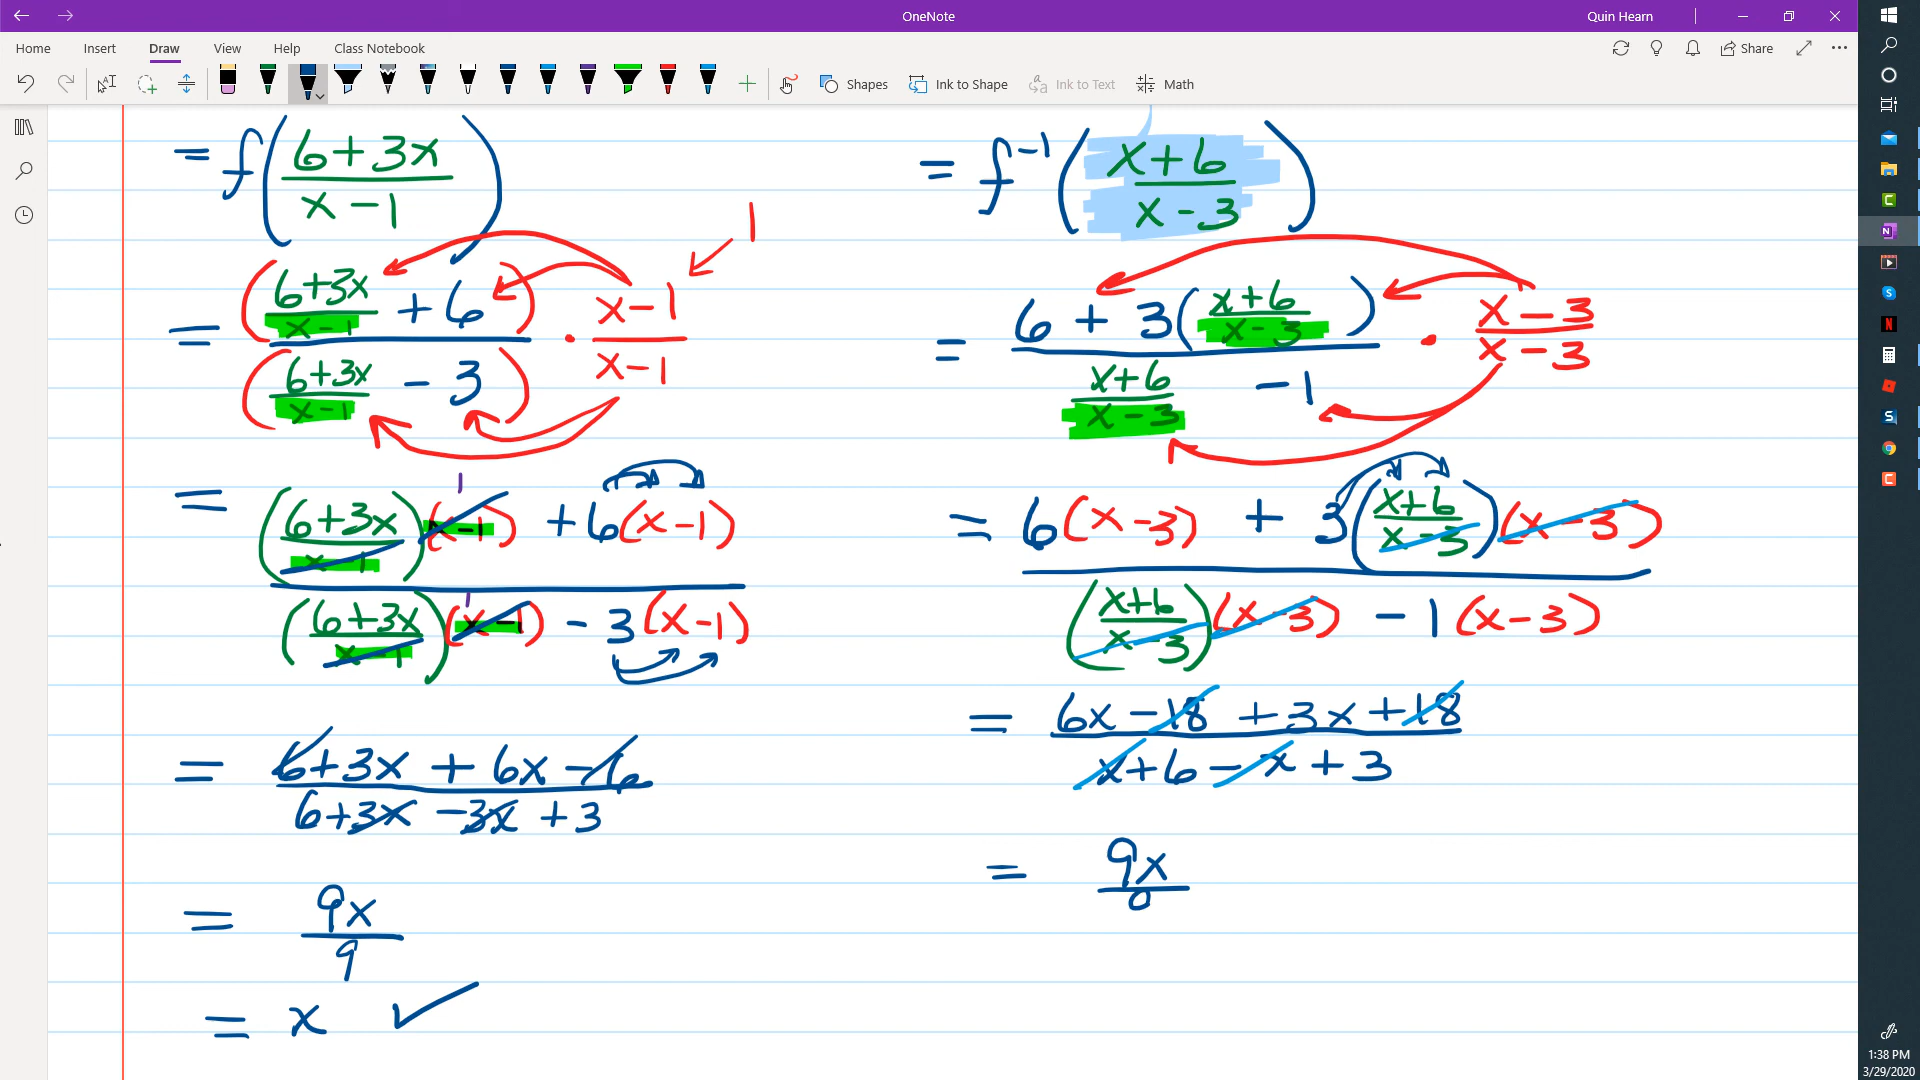 OneNote
Quin Hearn
Home Insert Draw View Help Class Notebook
Share
Shapes Ink to Shape Ink to Text Math
= f( (6+3x)/(x-1) )
= ( (6+3x)/(x-1) + 6 ) / ( (6+3x)/(x-1) - 3 ) · (x-1)/(x-1) 1
= ( (6+3x)/(x-1) )(x-1) 1 + 6(x-1) / ( (6+3x)/(x-1) )(x-1) 1 - 3(x-1)
= (6+3x + 6x - 6) / (6+3x - 3x + 3)
= 9x/9
= x ✓
= f⁻¹( (x+6)/(x-3) )
= ( 6 + 3( (x+6)/(x-3) ) ) / ( (x+6)/(x-3) - 1 ) · (x-3)/(x-3)
= 6(x-3) + 3( (x+6)/(x-3) )(x-3) / ( (x+6)/(x-3) )(x-3) - 1(x-3)
= (6x - 18 + 3x + 18) / (x+6 - x + 3)
= 9x/
1:38 PM
3/29/2020